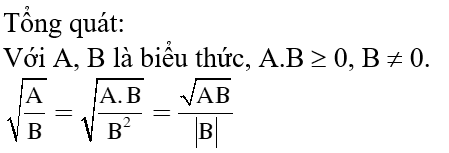 Tổng quát:
Với A, B là biểu thức, A.B ≥ 0, B ≠ 0.
√(A/B) = √(A.B/B²) = √AB/|B|